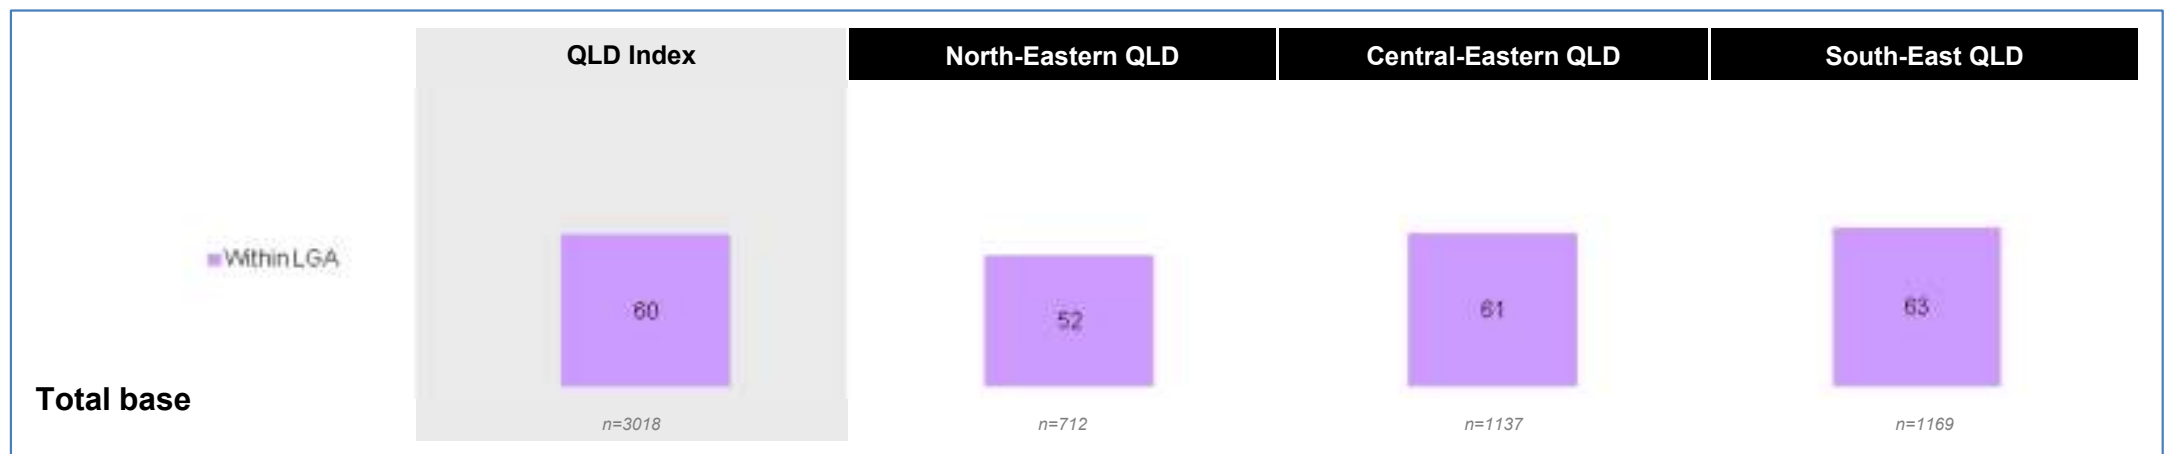 QLD Index North-Eastern QLD Central-Eastern QLD South-East QLD
Within LGA
60 52 61 63
Total base
n=3018 n=712 n=1137 n=1169